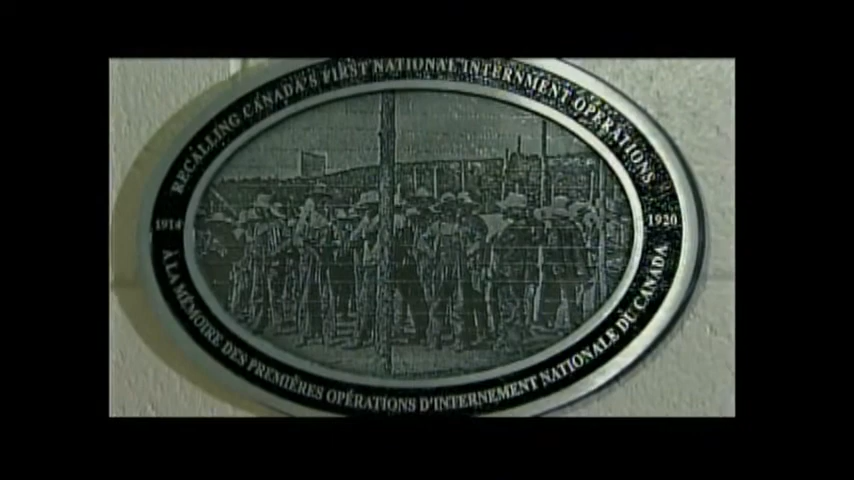 RECALLING CANADA'S FIRST NATIONAL INTERNMENT OPERATIONS
1914
1920
À LA MÉMOIRE DES PREMIÈRES OPÉRATIONS D'INTERNEMENT NATIONALE DU CANADA